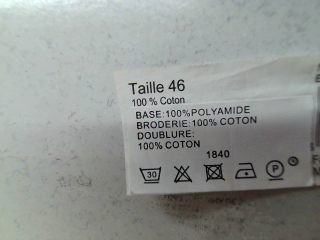 Taille 46
100 % Coton
BASE:100%POLYAMIDE
BRODERIE:100% COTON
DOUBLURE:
100% COTON
1840
30
P